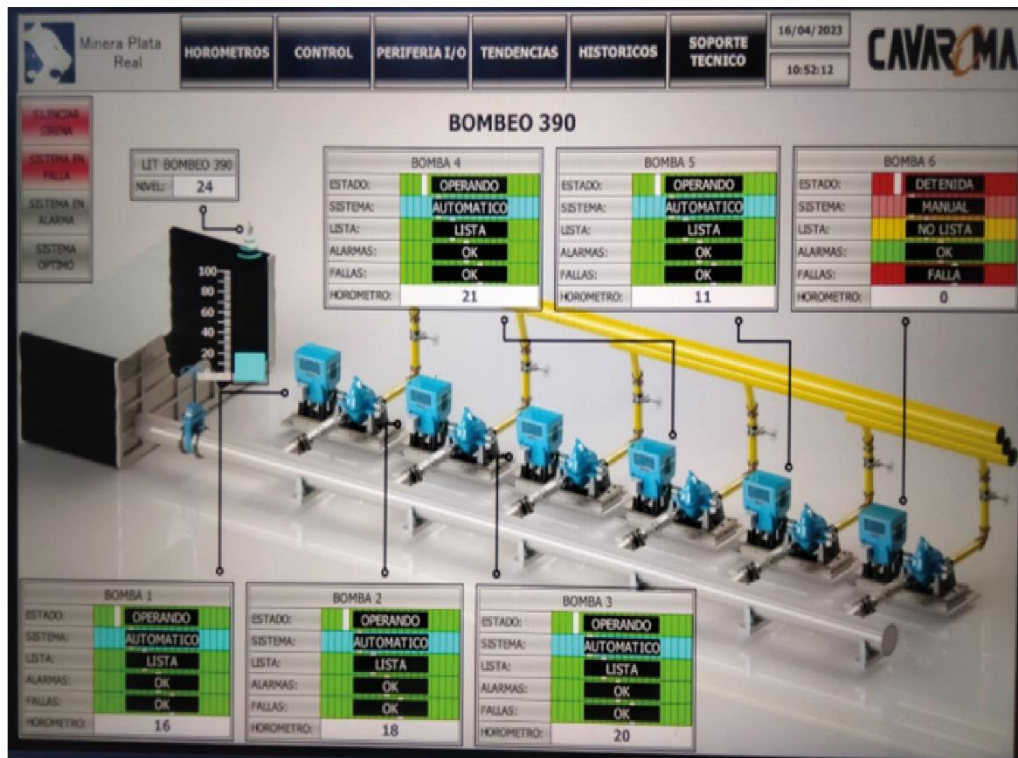 Minera Plata
Real
HOROMETROS
CONTROL
PERIFERIA I/O
TENDENCIAS
HISTORICOS
SOPORTE
TECNICO
16/04/2023
10:52:12
CAVAROMA
SILENCIAR
SIRENA
SISTEMA EN
FALLA
SISTEMA EN
ALARMA
SISTEMA
OPTIMO
BOMBEO 390
LIT BOMBEO 390
NIVEL: 24
100
80
60
40
20
BOMBA 4
ESTADO: OPERANDO
SISTEMA: AUTOMATICO
LISTA: LISTA
ALARMAS: OK
FALLAS: OK
HOROMETRO: 21
BOMBA 5
ESTADO: OPERANDO
SISTEMA: AUTOMATICO
LISTA: LISTA
ALARMAS: OK
FALLAS: OK
HOROMETRO: 11
BOMBA 6
ESTADO: DETENIDA
SISTEMA: MANUAL
LISTA: NO LISTA
ALARMAS: OK
FALLAS: FALLA
HOROMETRO: 0
BOMBA 1
ESTADO: OPERANDO
SISTEMA: AUTOMATICO
LISTA: LISTA
ALARMAS: OK
FALLAS: OK
HOROMETRO: 16
BOMBA 2
ESTADO: OPERANDO
SISTEMA: AUTOMATICO
LISTA: LISTA
ALARMAS: OK
FALLAS: OK
HOROMETRO: 18
BOMBA 3
ESTADO: OPERANDO
SISTEMA: AUTOMATICO
LISTA: LISTA
ALARMAS: OK
FALLAS: OK
HOROMETRO: 20